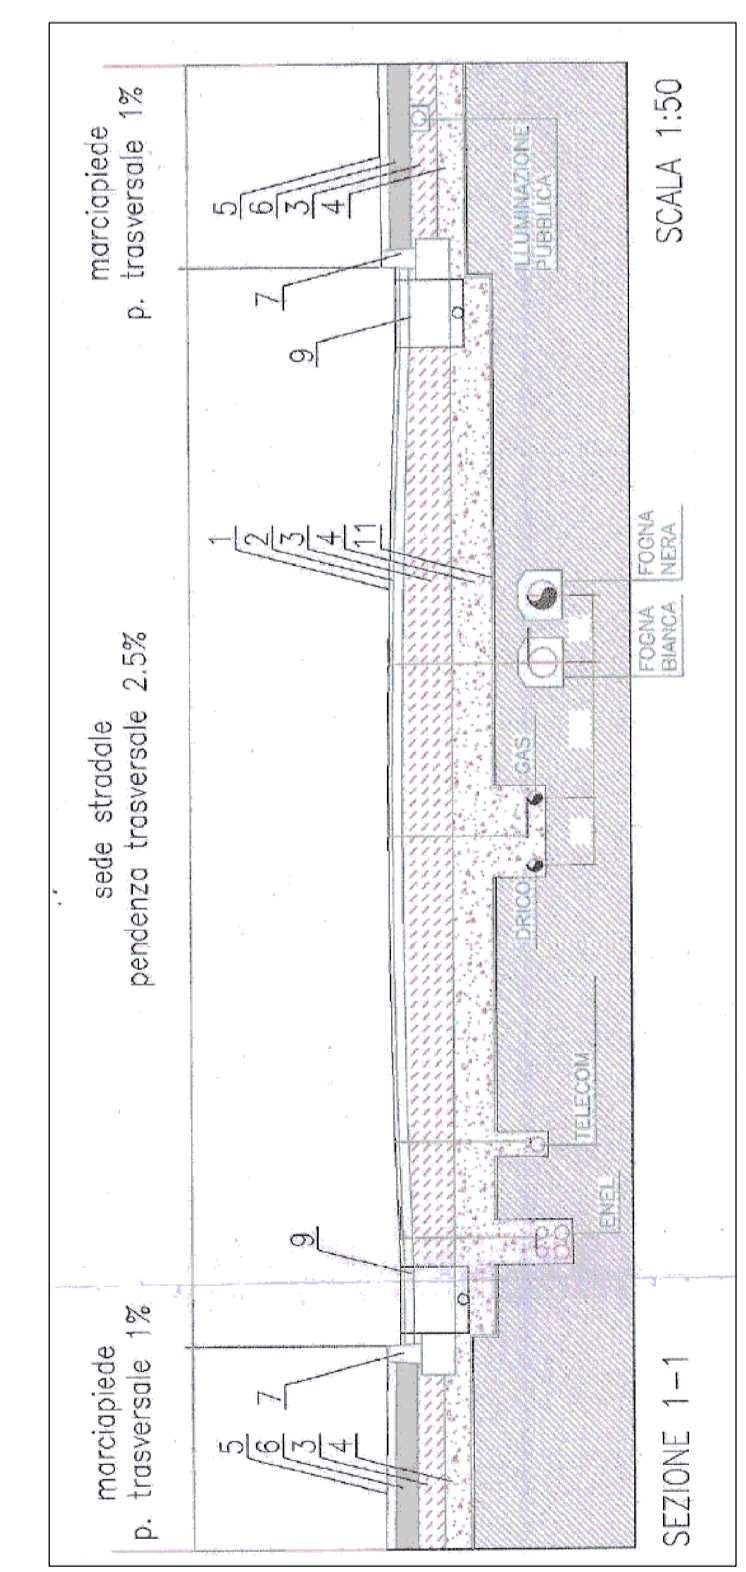 marciapiede
p. trasversale 1%
sede stradale
pendenza trasversale 2.5%
marciapiede
p. trasversale 1%
5
6
3
4
7
9
1
2
3
4
11
9
7
5
6
3
4
ENEL
TELECOM
IDRICO
GAS
FOGNA
BIANCA
FOGNA
NERA
ILLUMINAZIONE
PUBBLICA
SEZIONE 1-1
SCALA 1:50